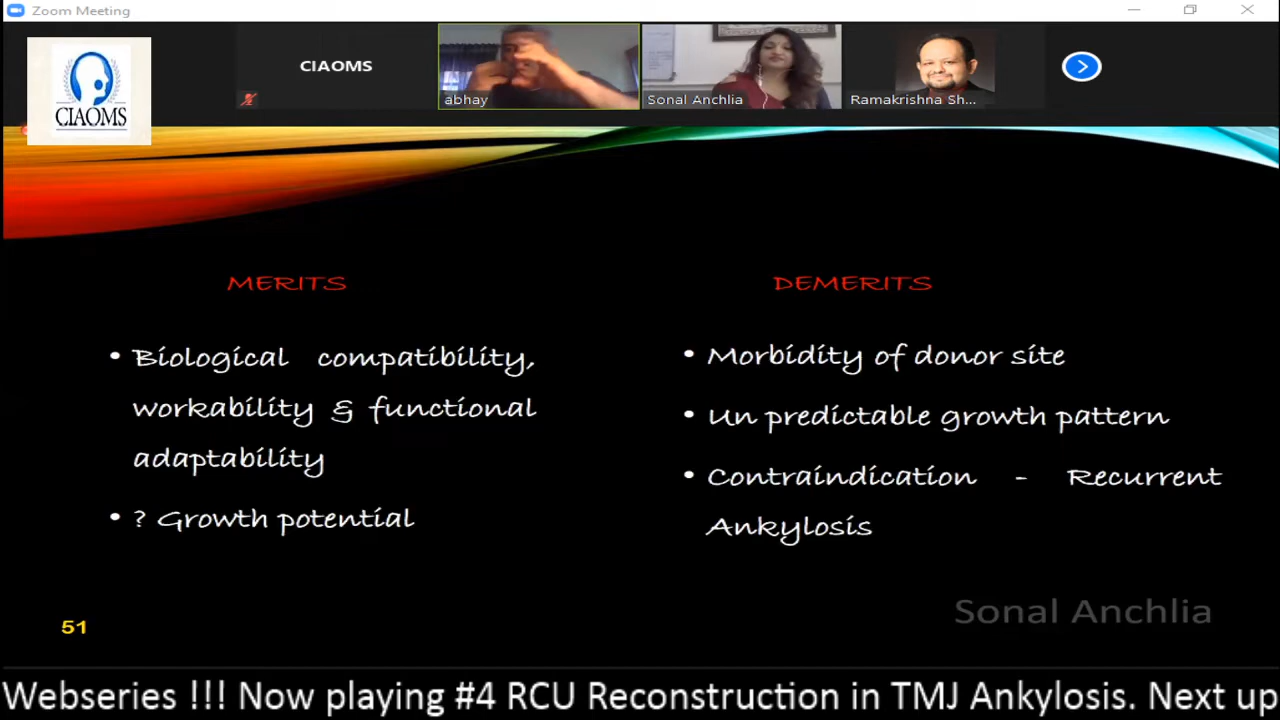 Zoom Meeting
CIAOMS
CIAOMS
abhay
Sonal Anchlia
Ramakrishna Sh...
MERITS
DEMERITS
• Biological compatibility,
workability & functional
adaptability
• ? Growth potential
• Morbidity of donor site
• Un predictable growth pattern
• Contraindication - Recurrent
Ankylosis
51
Sonal Anchlia
Webseries !!! Now playing #4 RCU Reconstruction in TMJ Ankylosis. Next up